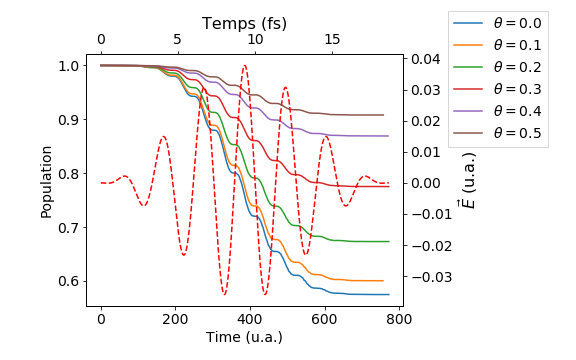 Temps (fs)
0 5 10 15
θ = 0.0
θ = 0.1
θ = 0.2
θ = 0.3
θ = 0.4
θ = 0.5
1.0
0.9
0.8
0.7
0.6
Population
0.04
0.03
0.02
0.01
0.00
−0.01
−0.02
−0.03
E⃗ (u.a.)
0 200 400 600 800
Time (u.a.)